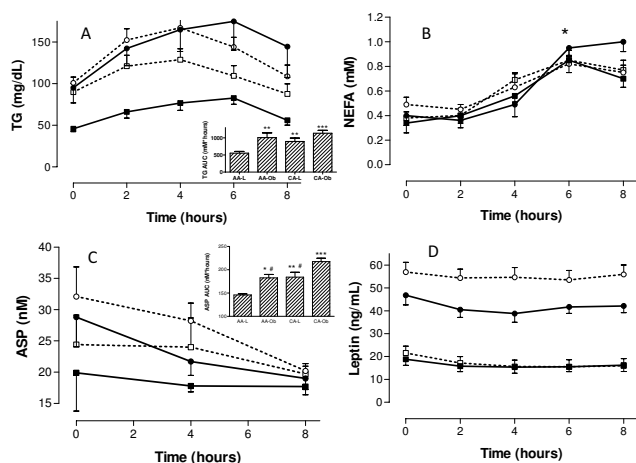 A
TG (mg/dL)
150
100
50
0
0 2 4 6 8
Time (hours)
TG AUC (mM*hours)
1000
500
0
** ** ***
AA-L AA-Ob CA-L CA-Ob
B
*
NEFA (mM)
1.0
0.8
0.6
0.4
0.2
0.0
0 2 4 6 8
Time (hours)
C
ASP (nM)
40
35
30
25
20
15
0 4 8
Time (hours)
ASP AUC (nM*hours)
250
200
150
100
* # ** # ***
AA-L AA-Ob CA-L CA-Ob
D
Leptin (ng/mL)
70
60
50
40
30
20
10
0
0 2 4 6 8
Time (hours)